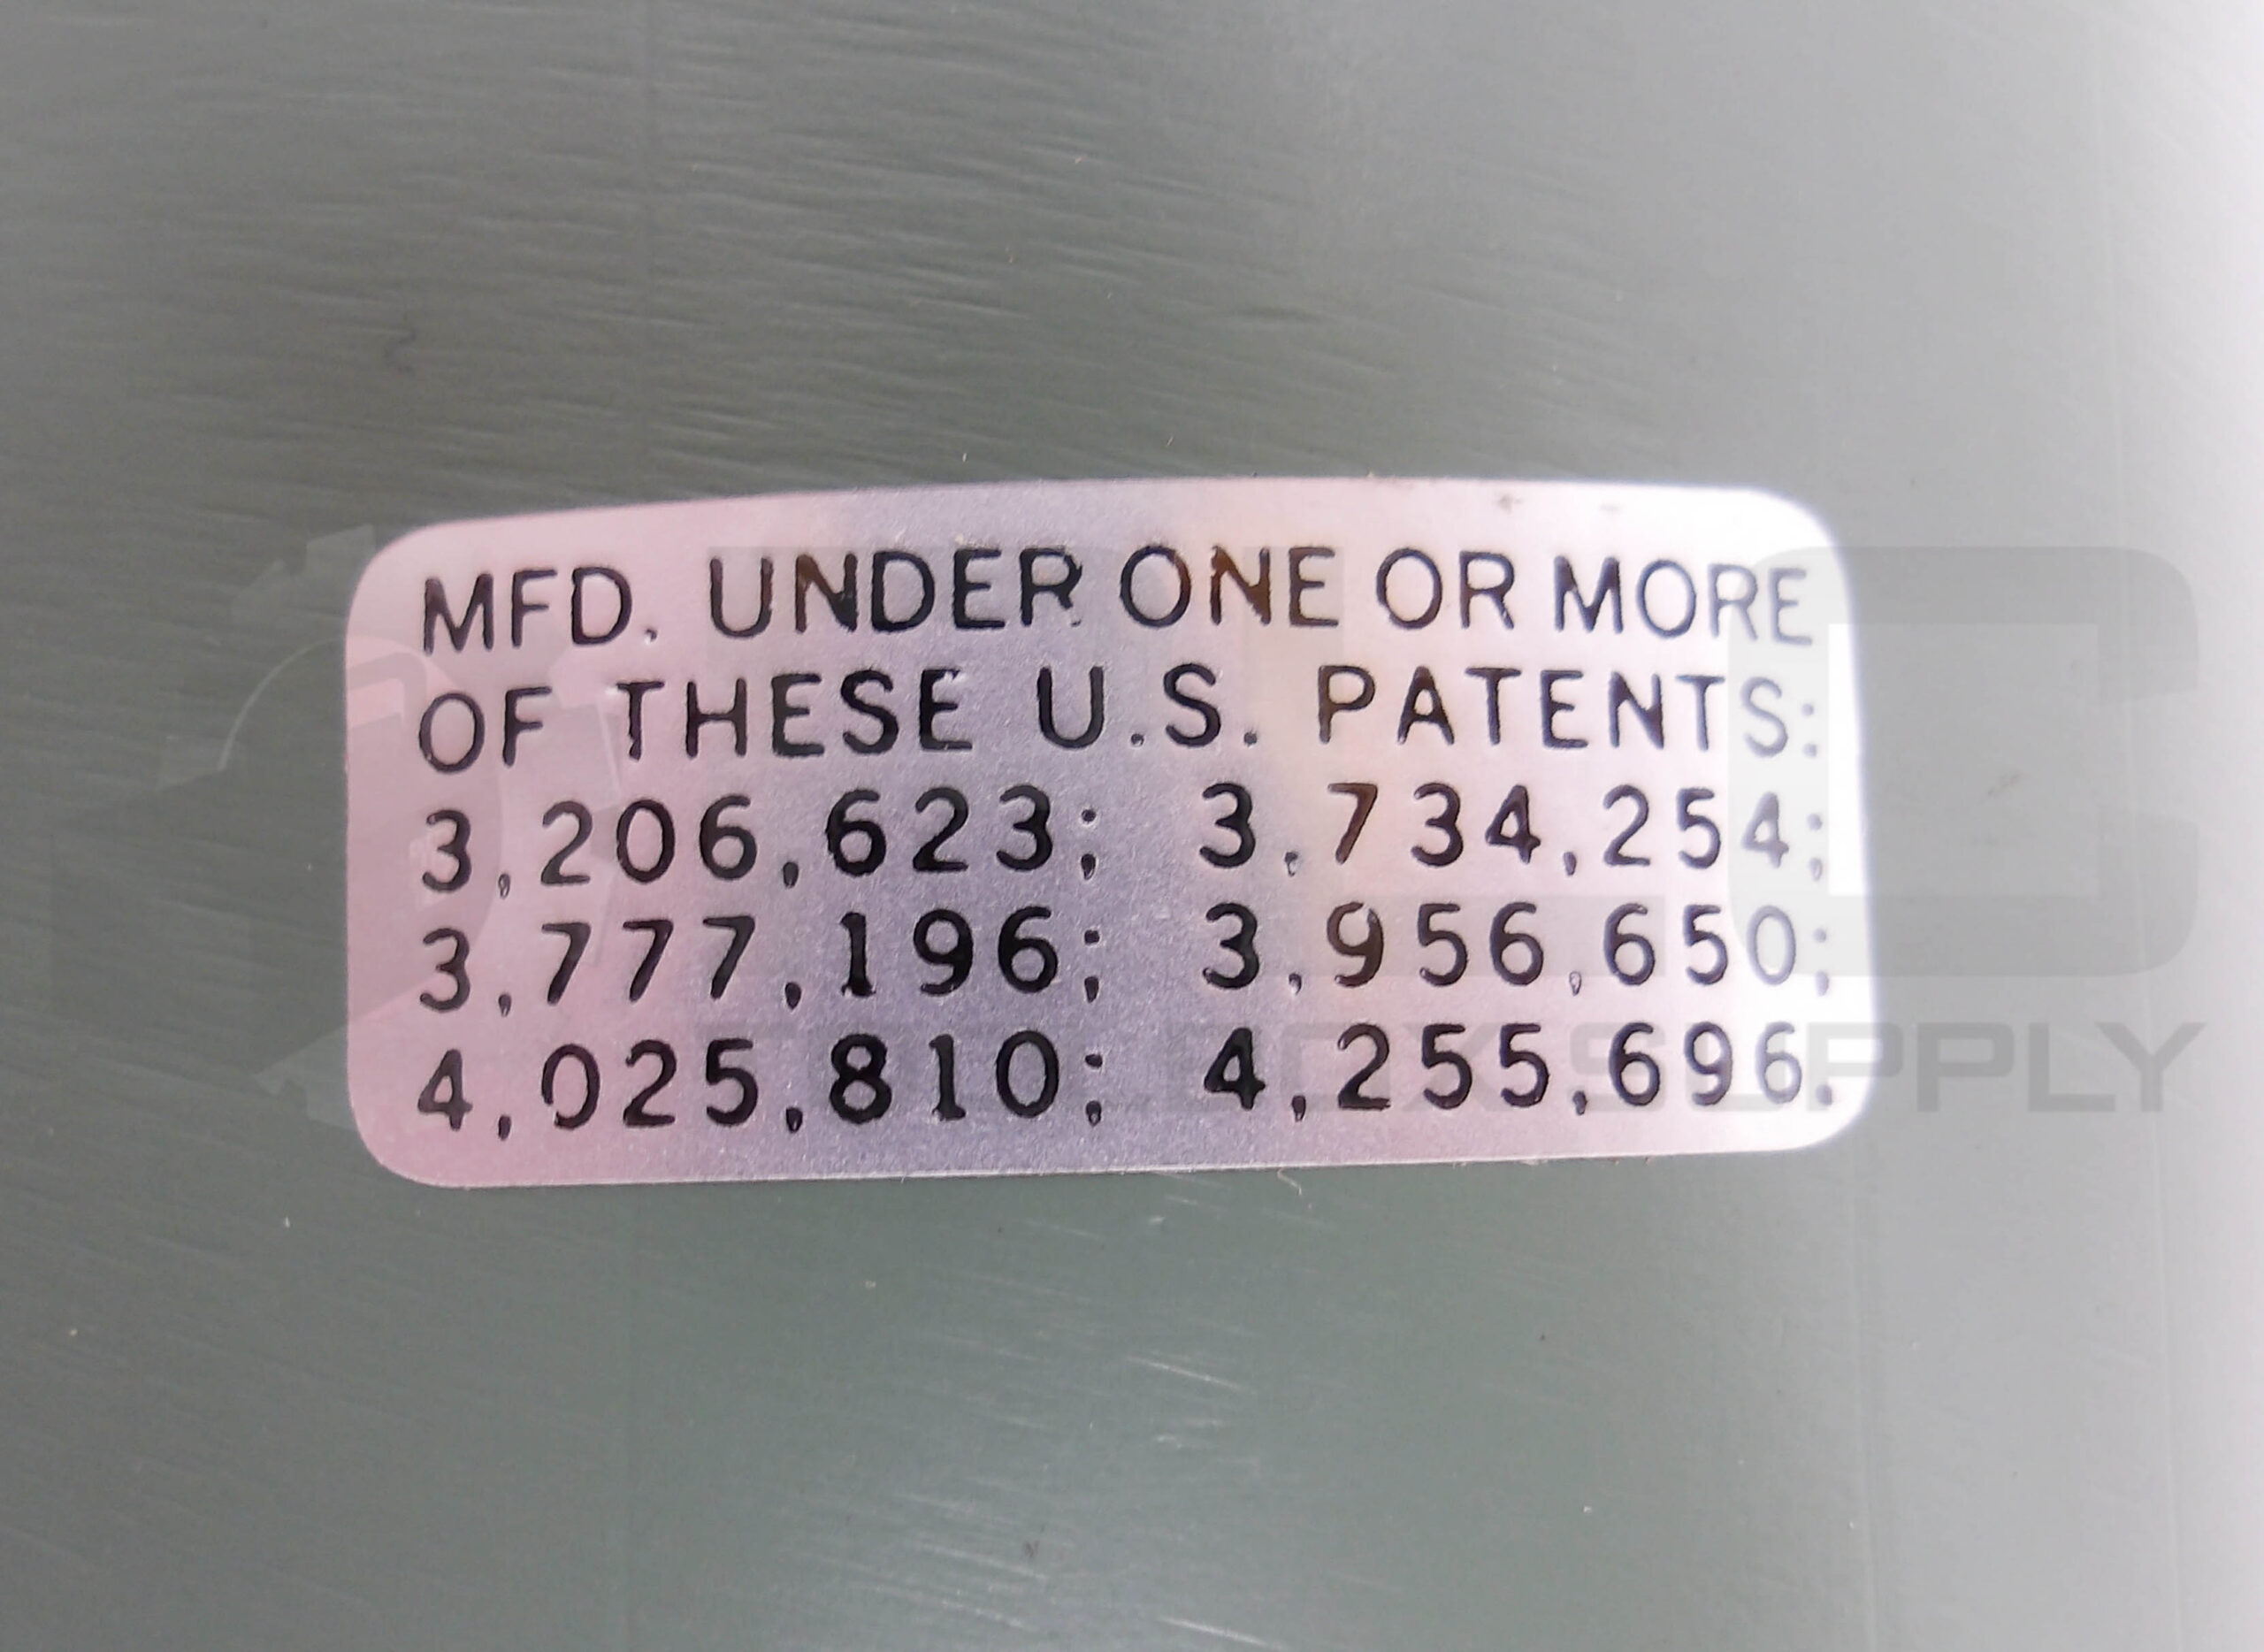 MFD. UNDER ONE OR MORE
OF THESE U.S. PATENTS:
3,206,623; 3,734,254;
3,777,196; 3,956,650;
4,025,810; 4,255,696.
SUPPLY